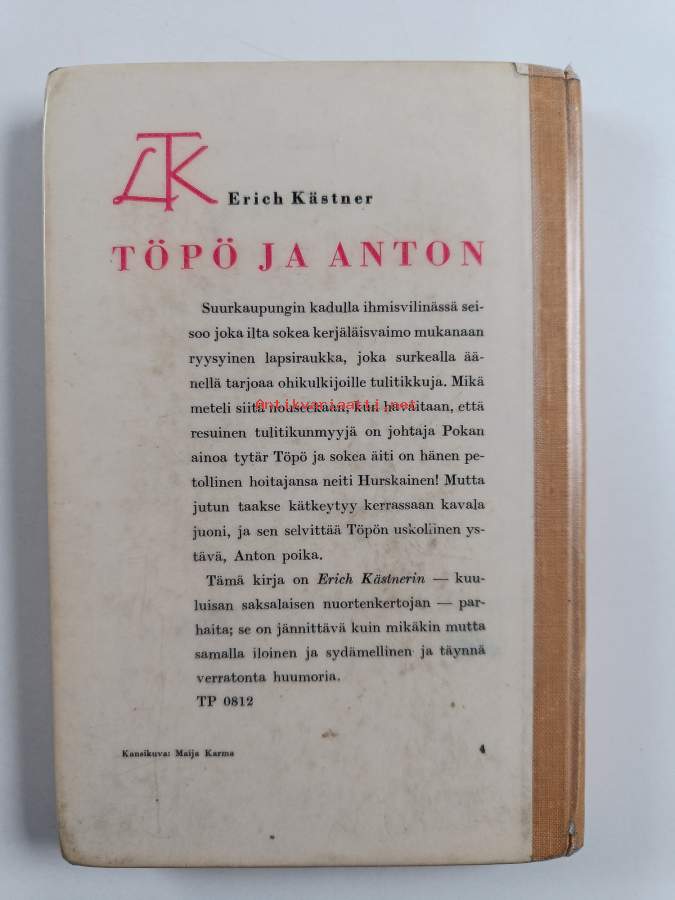 LTK
Erich Kästner
TÖPÖ JA ANTON
Suurkaupungin kadulla ihmisvilinässä sei-
soo joka ilta sokea kerjäläisvaimo mukanaan
ryysyinen lapsiraukka, joka surkealla ää-
nellä tarjoaa ohikulkijoille tulitikkuja. Mikä
meteli siitä nouseekaan, kun havaitaan, että
Antikvariaatti.net
resuinen tulitikunmyyjä on johtaja Pokan
ainoa tytär Töpö ja sokea äiti on hänen pe-
tollinen hoitajansa neiti Hurskainen! Mutta
jutun taakse kätkeytyy kerrassaan kavala
juoni, ja sen selvittää Töpön uskollinen ys-
tävä, Anton poika.
Tämä kirja on Erich Kästnerin — kuu-
luisan saksalaisen nuortenkertojan — par-
haita; se on jännittävä kuin mikäkin mutta
samalla iloinen ja sydämellinen ja täynnä
verratonta huumoria.
TP 0812
Kansikuva: Maija Karma 4